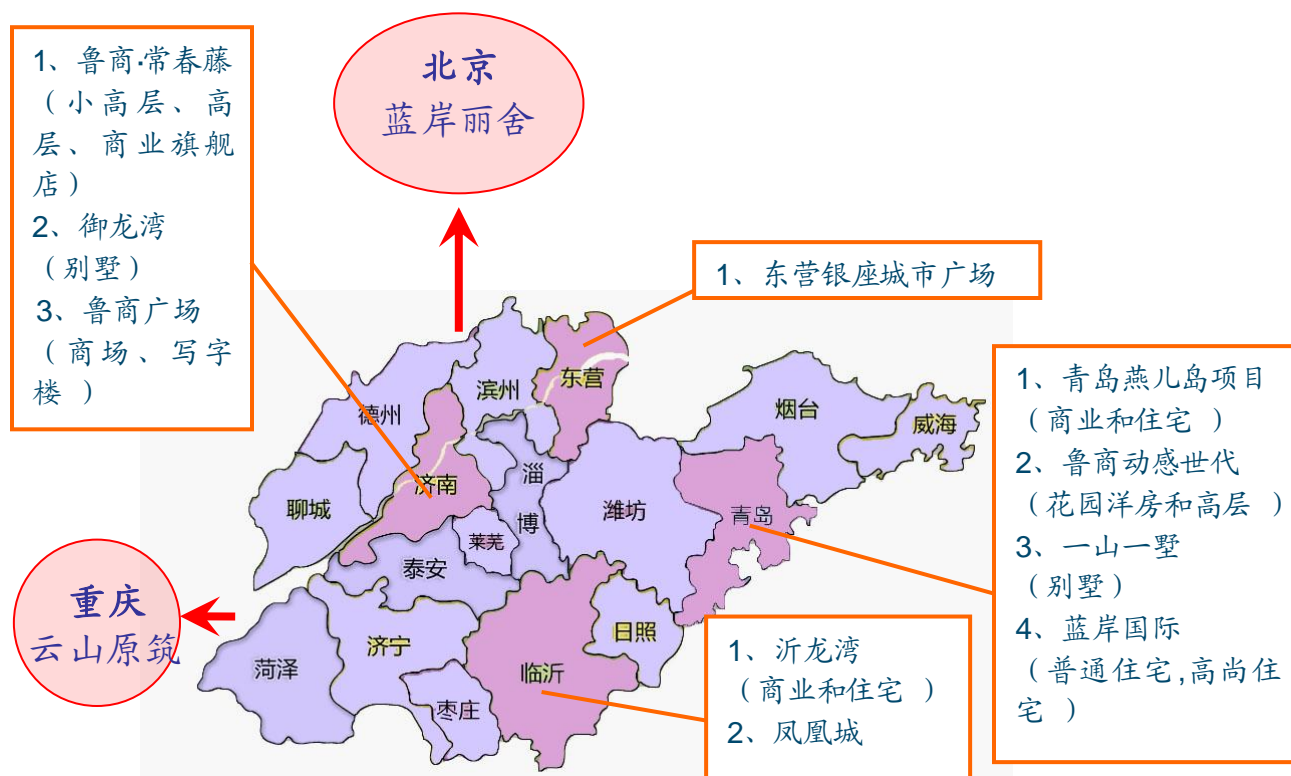 1、鲁商·常春藤
（小高层、高
层、商业旗舰
店）
2、御龙湾
（别墅）
3、鲁商广场
（商场、写字
楼 ）
北京
蓝岸丽舍
1、东营银座城市广场
1、青岛燕儿岛项目
（商业和住宅 ）
2、鲁商动感世代
（花园洋房和高层 ）
3、一山一墅
（别墅）
4、蓝岸国际
（普通住宅,高尚住
宅 ）
重庆
云山原筑
1、沂龙湾
（商业和住宅 ）
2、凤凰城
滨州
东营
德州
烟台
威海
济南
淄
博
聊城
潍坊
青岛
莱芜
泰安
日照
济宁
临沂
菏泽
枣庄